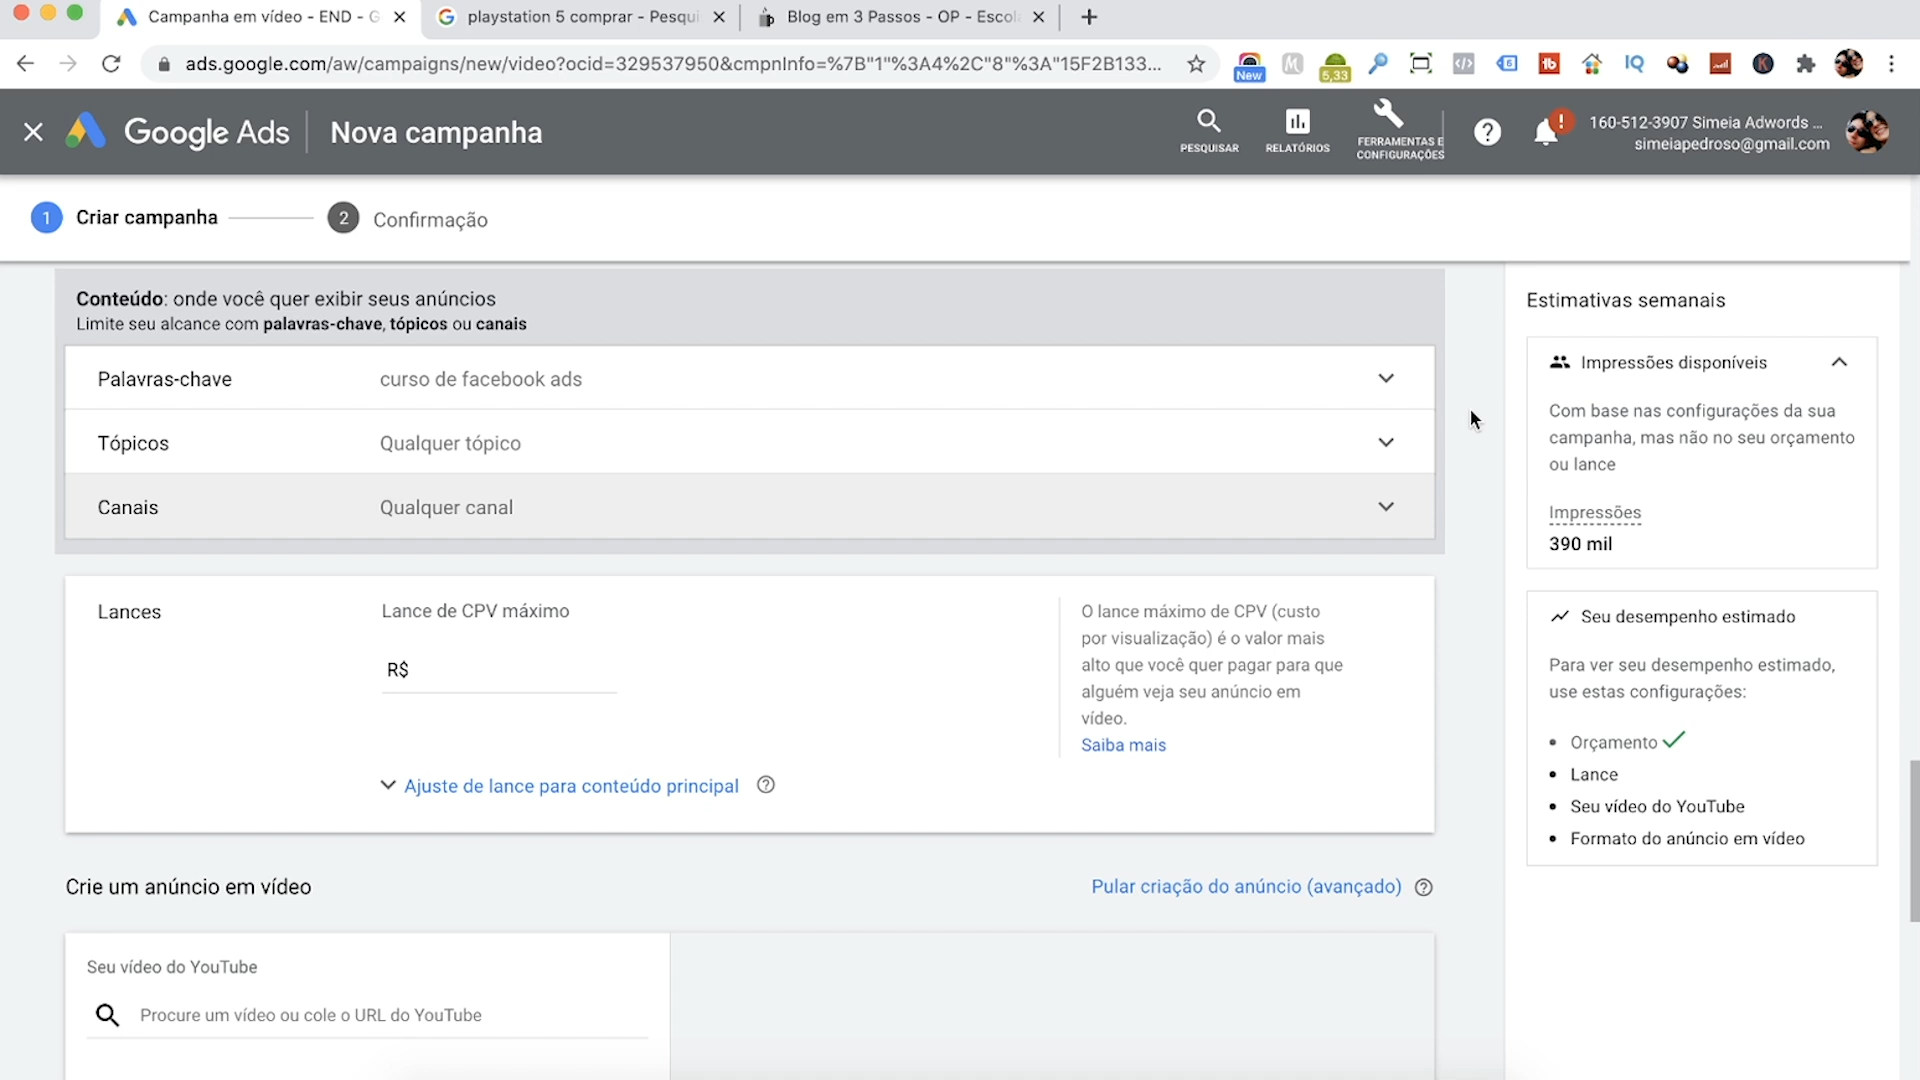 Campanha em vídeo - END - G
playstation 5 comprar - Pesqui
Blog em 3 Passos - OP - Escol
ads.google.com/aw/campaigns/new/video?ocid=329537950&cmpnInfo=%7B"1"%3A4%2C"8"%3A"15F2B133...
New
5,33
Google Ads
Nova campanha
PESQUISAR
RELATÓRIOS
FERRAMENTAS E
CONFIGURAÇÕES
160-512-3907 Simeia Adwords ...
simeiapedroso@gmail.com
1 Criar campanha
2 Confirmação
Conteúdo: onde você quer exibir seus anúncios
Limite seu alcance com palavras-chave, tópicos ou canais
Palavras-chave curso de facebook ads
Tópicos Qualquer tópico
Canais Qualquer canal
Lances Lance de CPV máximo
R$
O lance máximo de CPV (custo
por visualização) é o valor mais
alto que você quer pagar para que
alguém veja seu anúncio em
vídeo.
Saiba mais
Ajuste de lance para conteúdo principal
Crie um anúncio em vídeo
Pular criação do anúncio (avançado)
Seu vídeo do YouTube
Procure um vídeo ou cole o URL do YouTube
Estimativas semanais
Impressões disponíveis
Com base nas configurações da sua
campanha, mas não no seu orçamento
ou lance
Impressões
390 mil
Seu desempenho estimado
Para ver seu desempenho estimado,
use estas configurações:
Orçamento
Lance
Seu vídeo do YouTube
Formato do anúncio em vídeo